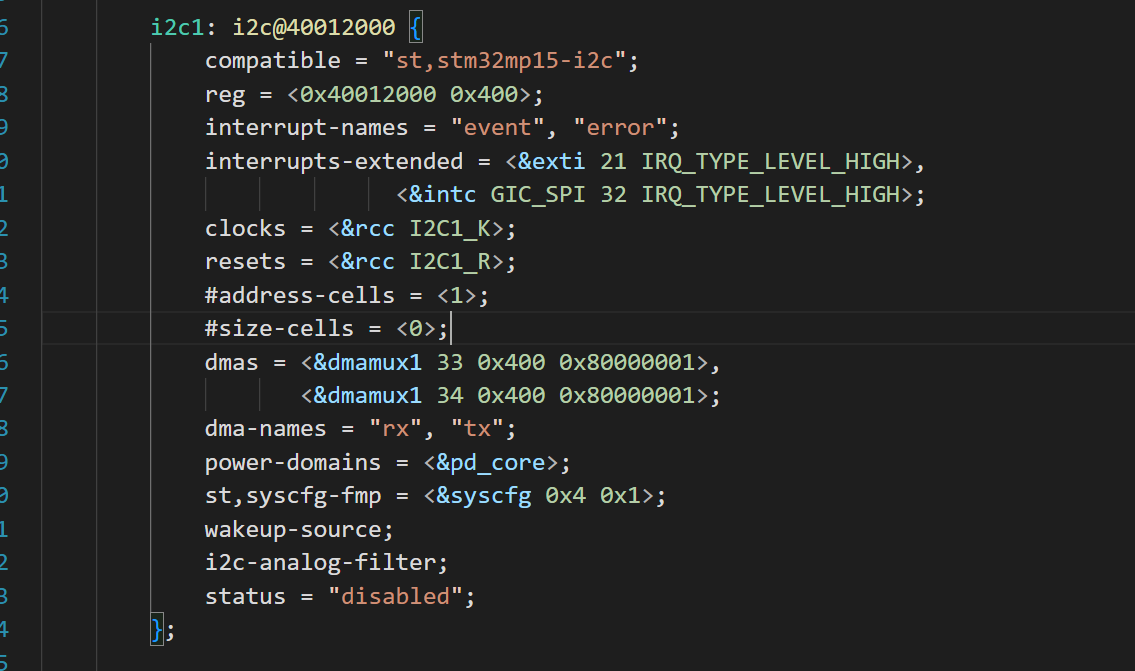 6 i2c1: i2c@40012000 {
7 compatible = "st,stm32mp15-i2c";
8 reg = <0x40012000 0x400>;
9 interrupt-names = "event", "error";
0 interrupts-extended = <&exti 21 IRQ_TYPE_LEVEL_HIGH>,
1 <&intc GIC_SPI 32 IRQ_TYPE_LEVEL_HIGH>;
2 clocks = <&rcc I2C1_K>;
3 resets = <&rcc I2C1_R>;
4 #address-cells = <1>;
5 #size-cells = <0>;
6 dmas = <&dmamux1 33 0x400 0x80000001>,
7 <&dmamux1 34 0x400 0x80000001>;
8 dma-names = "rx", "tx";
9 power-domains = <&pd_core>;
0 st,syscfg-fmp = <&syscfg 0x4 0x1>;
1 wakeup-source;
2 i2c-analog-filter;
3 status = "disabled";
4 };
5